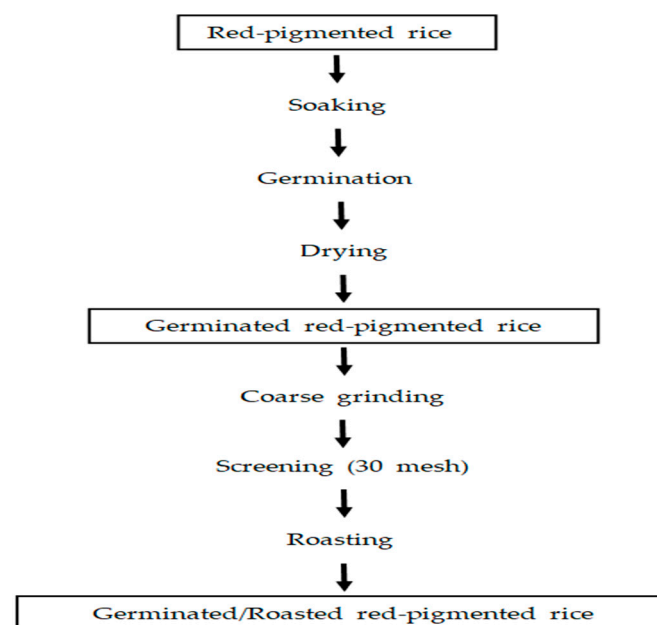 Red-pigmented rice
Soaking
Germination
Drying
Germinated red-pigmented rice
Coarse grinding
Screening (30 mesh)
Roasting
Germinated/Roasted red-pigmented rice